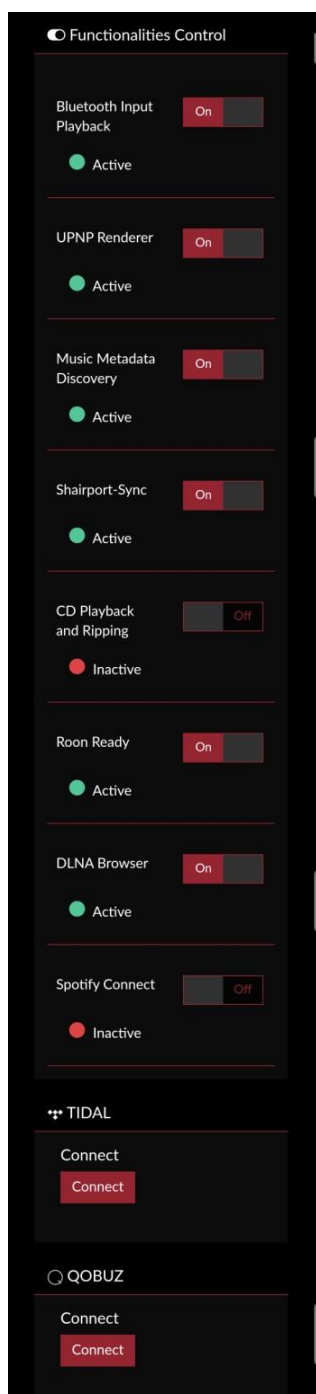 Functionalities Control
Bluetooth Input
Playback
On
Active
UPNP Renderer
On
Active
Music Metadata
Discovery
On
Active
Shairport-Sync
On
Active
CD Playback
and Ripping
Off
Inactive
Roon Ready
On
Active
DLNA Browser
On
Active
Spotify Connect
Off
Inactive
TIDAL
Connect
Connect
QOBUZ
Connect
Connect